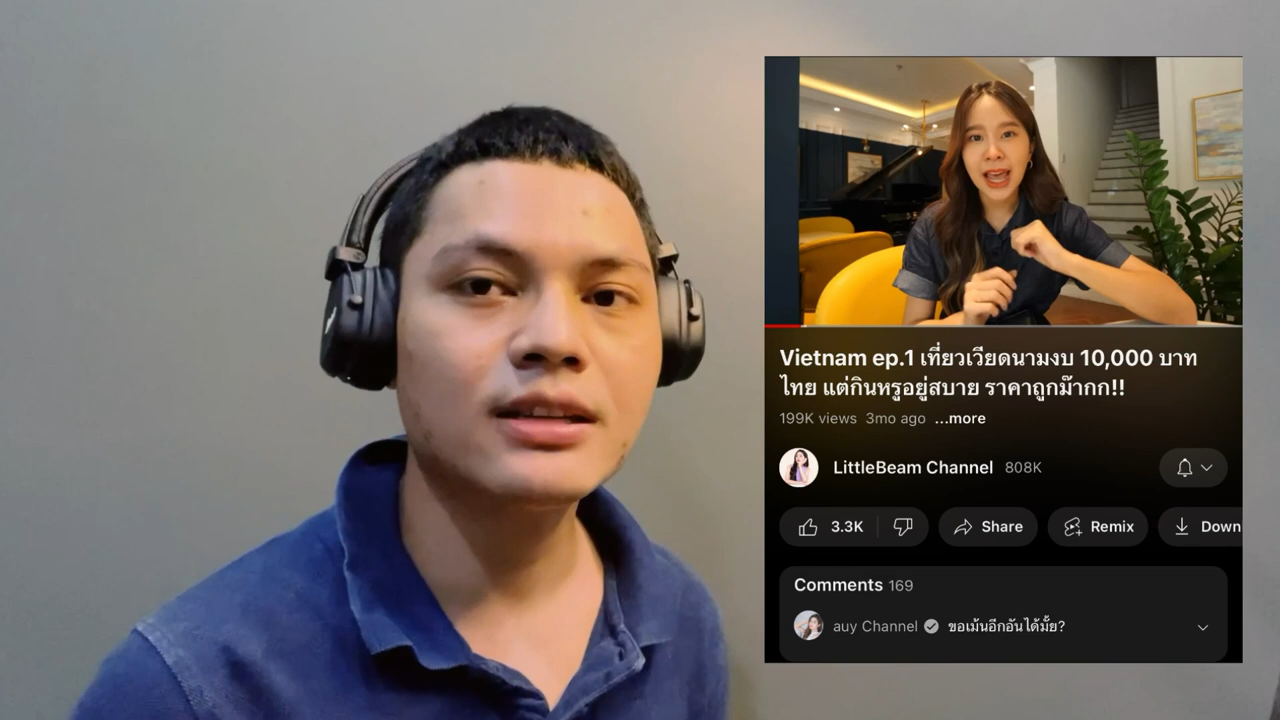 Vietnam ep.1 เที่ยวเวียดนามงบ 10,000 บาท
ไทย แต่กินหรูอยู่สบาย ราคาถูกม๊ากก!!
199K views 3mo ago ...more
LittleBeam Channel 808K
3.3K Share Remix Down
Comments 169
auy Channel ขอเม้นอีกอันได้มั้ย?